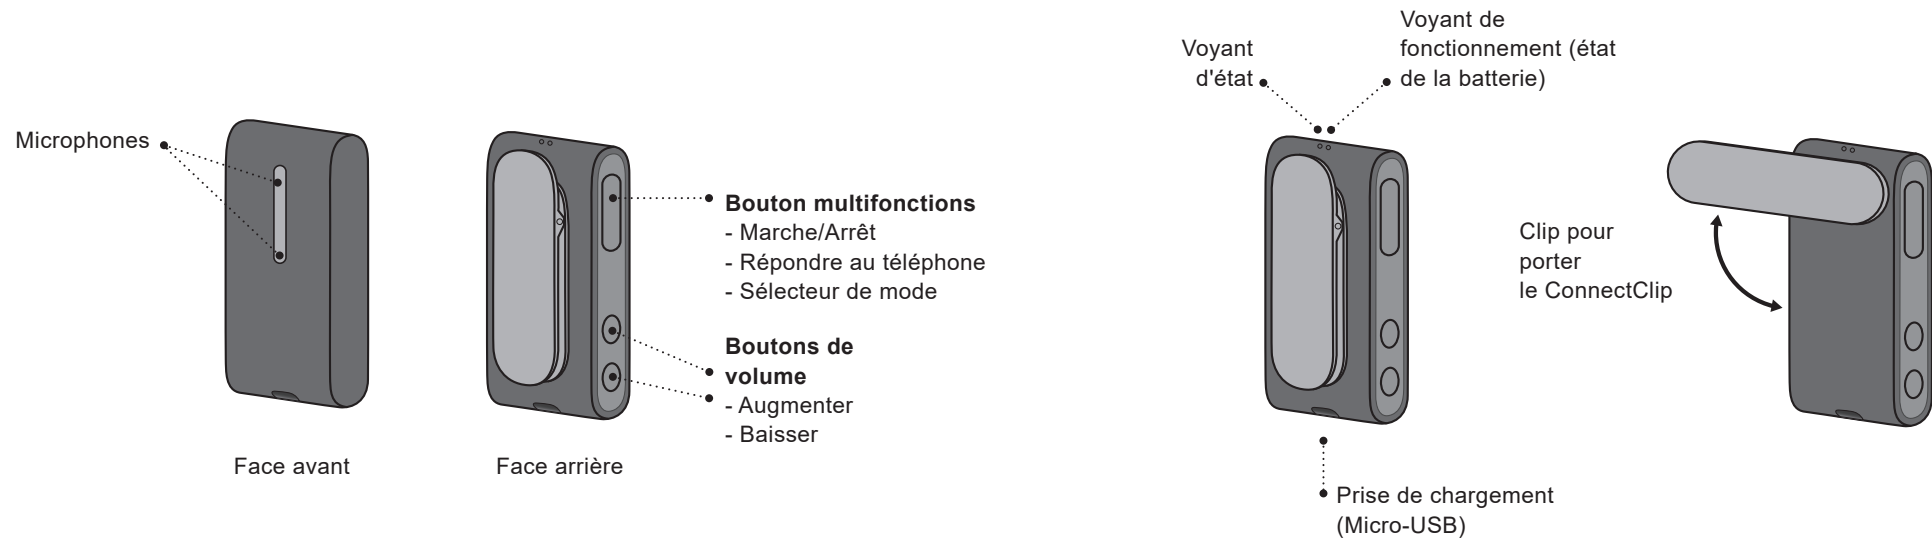 Microphones
Face avant
Face arrière
Bouton multifonctions
- Marche/Arrêt
- Répondre au téléphone
- Sélecteur de mode
Boutons de
volume
- Augmenter
- Baisser
Voyant
d'état
Voyant de
fonctionnement (état
de la batterie)
Prise de chargement
(Micro-USB)
Clip pour
porter
le ConnectClip